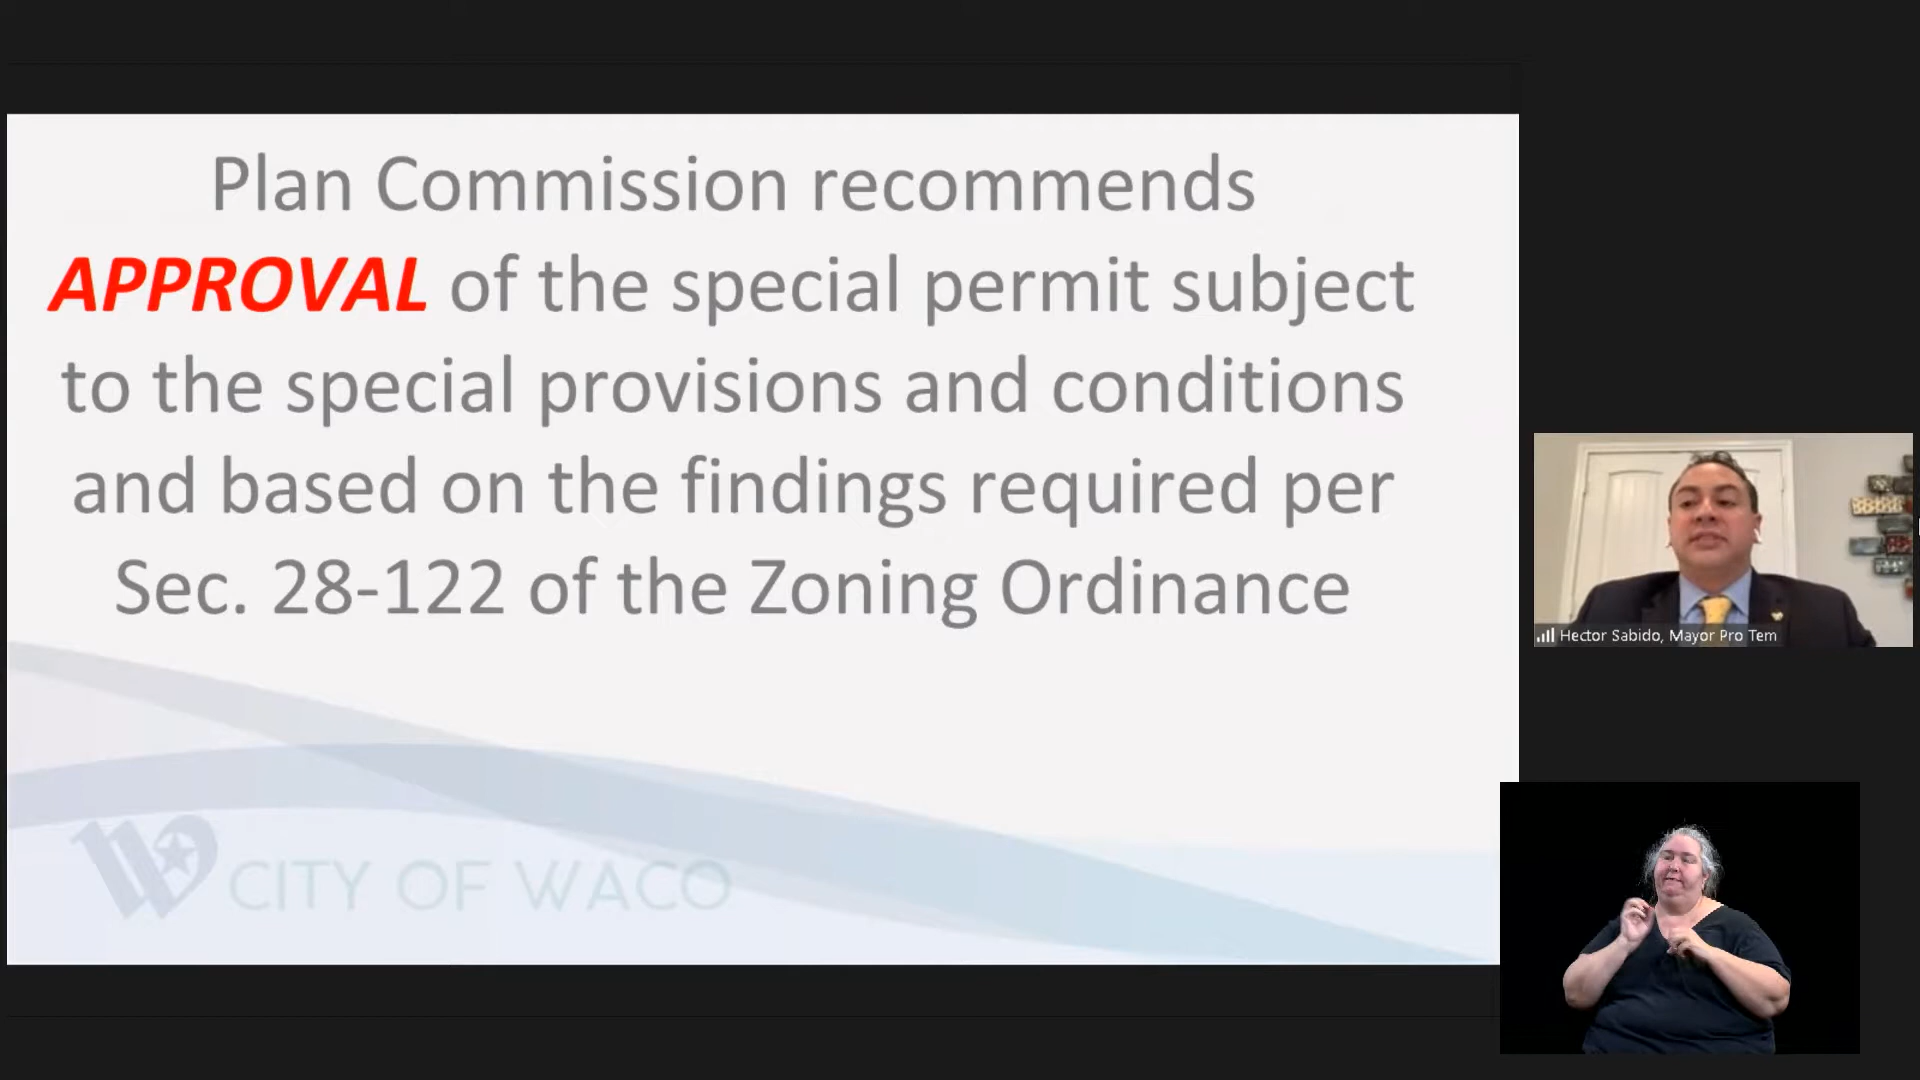 Plan Commission recommends
APPROVAL of the special permit subject
to the special provisions and conditions
and based on the findings required per
Sec. 28-122 of the Zoning Ordinance
CITY OF WACO
Hector Sabido, Mayor Pro Tem